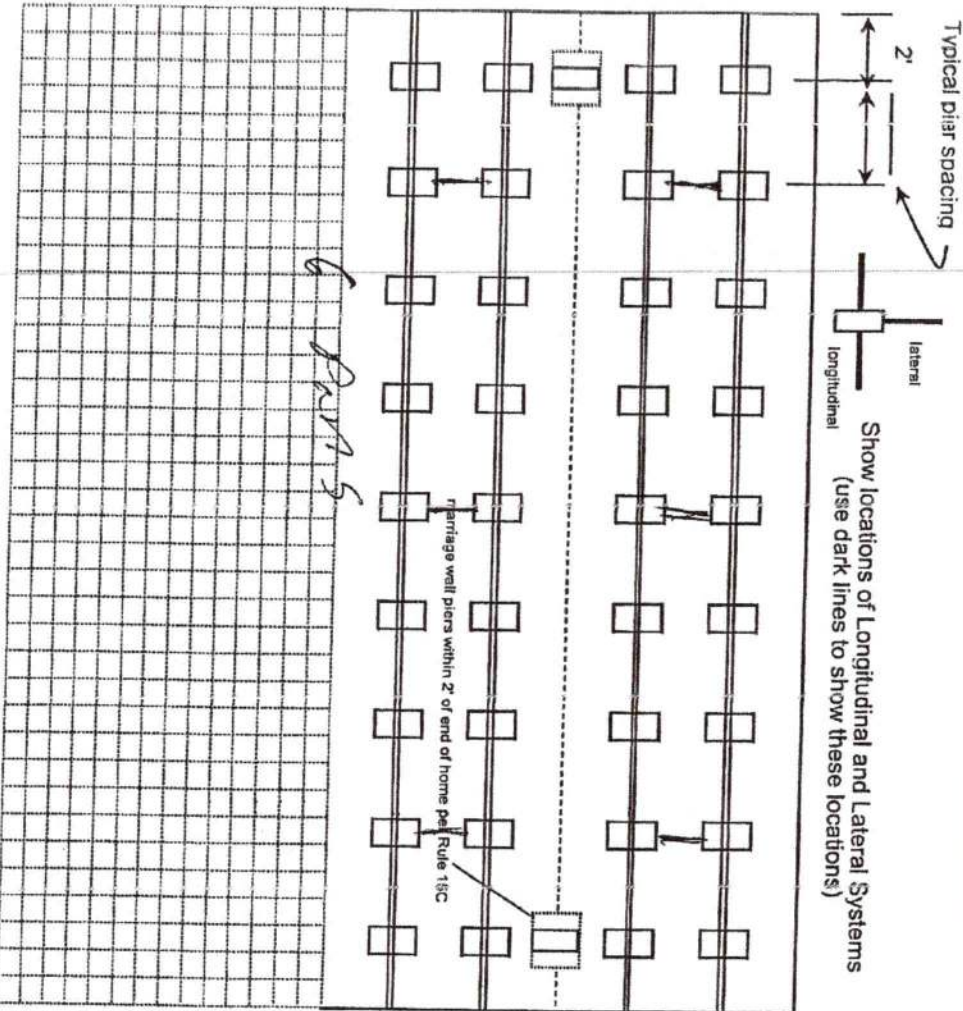 Typical pier spacing
2'
lateral
longitudinal
Show locations of Longitudinal and Lateral Systems
(use dark lines to show these locations)
marriage wall piers within 2' of end of home per Rule 15C
6